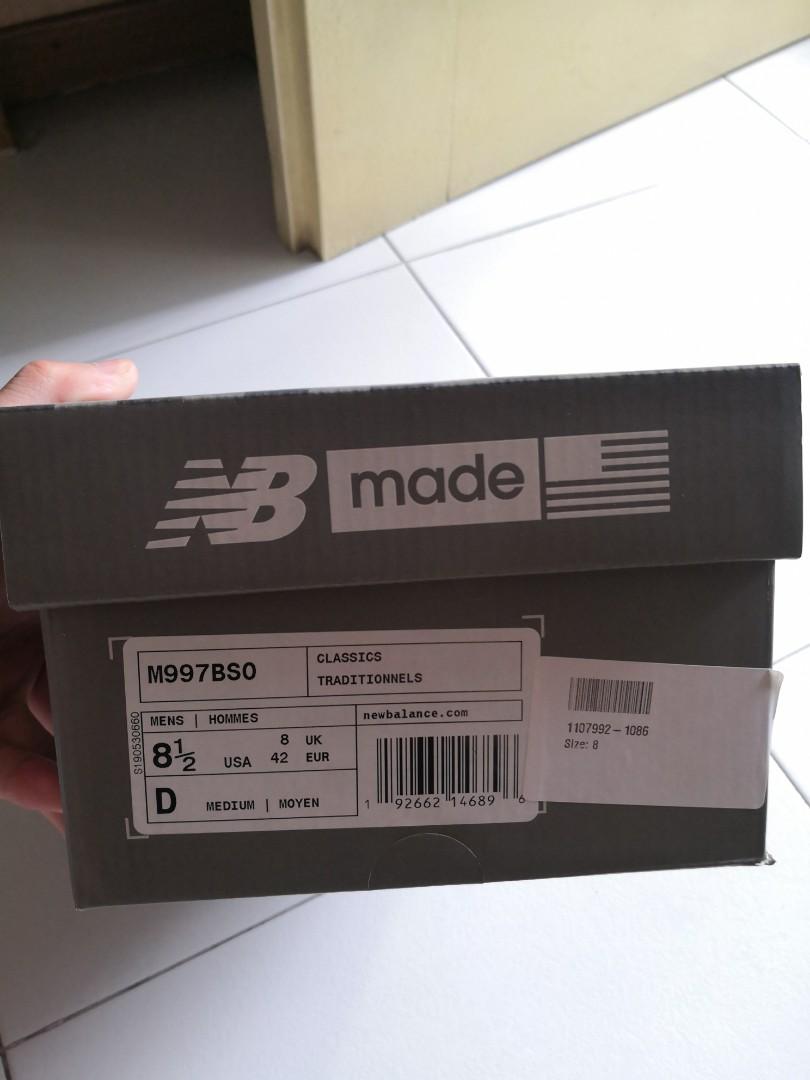 NB made
M997BSO
CLASSICS
TRADITIONNELS
MENS | HOMMES
newbalance.com
8½ USA
8 UK
42 EUR
D MEDIUM | MOYEN
S190530660
1 92662 14689 6
1107992-1086
Size: 8